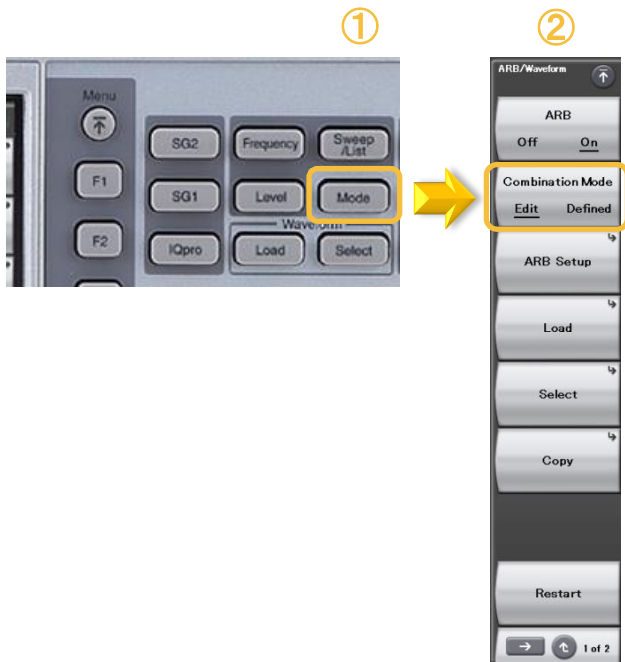 ①
②
Menu
F1
F2
SG2
Frequency
Sweep
/List
SG1
Level
Mode
Waveform
IQpro
Load
Select
ARB/Waveform
ARB
Off On
Combination Mode
Edit Defined
ARB Setup
Load
Select
Copy
Restart
1 of 2